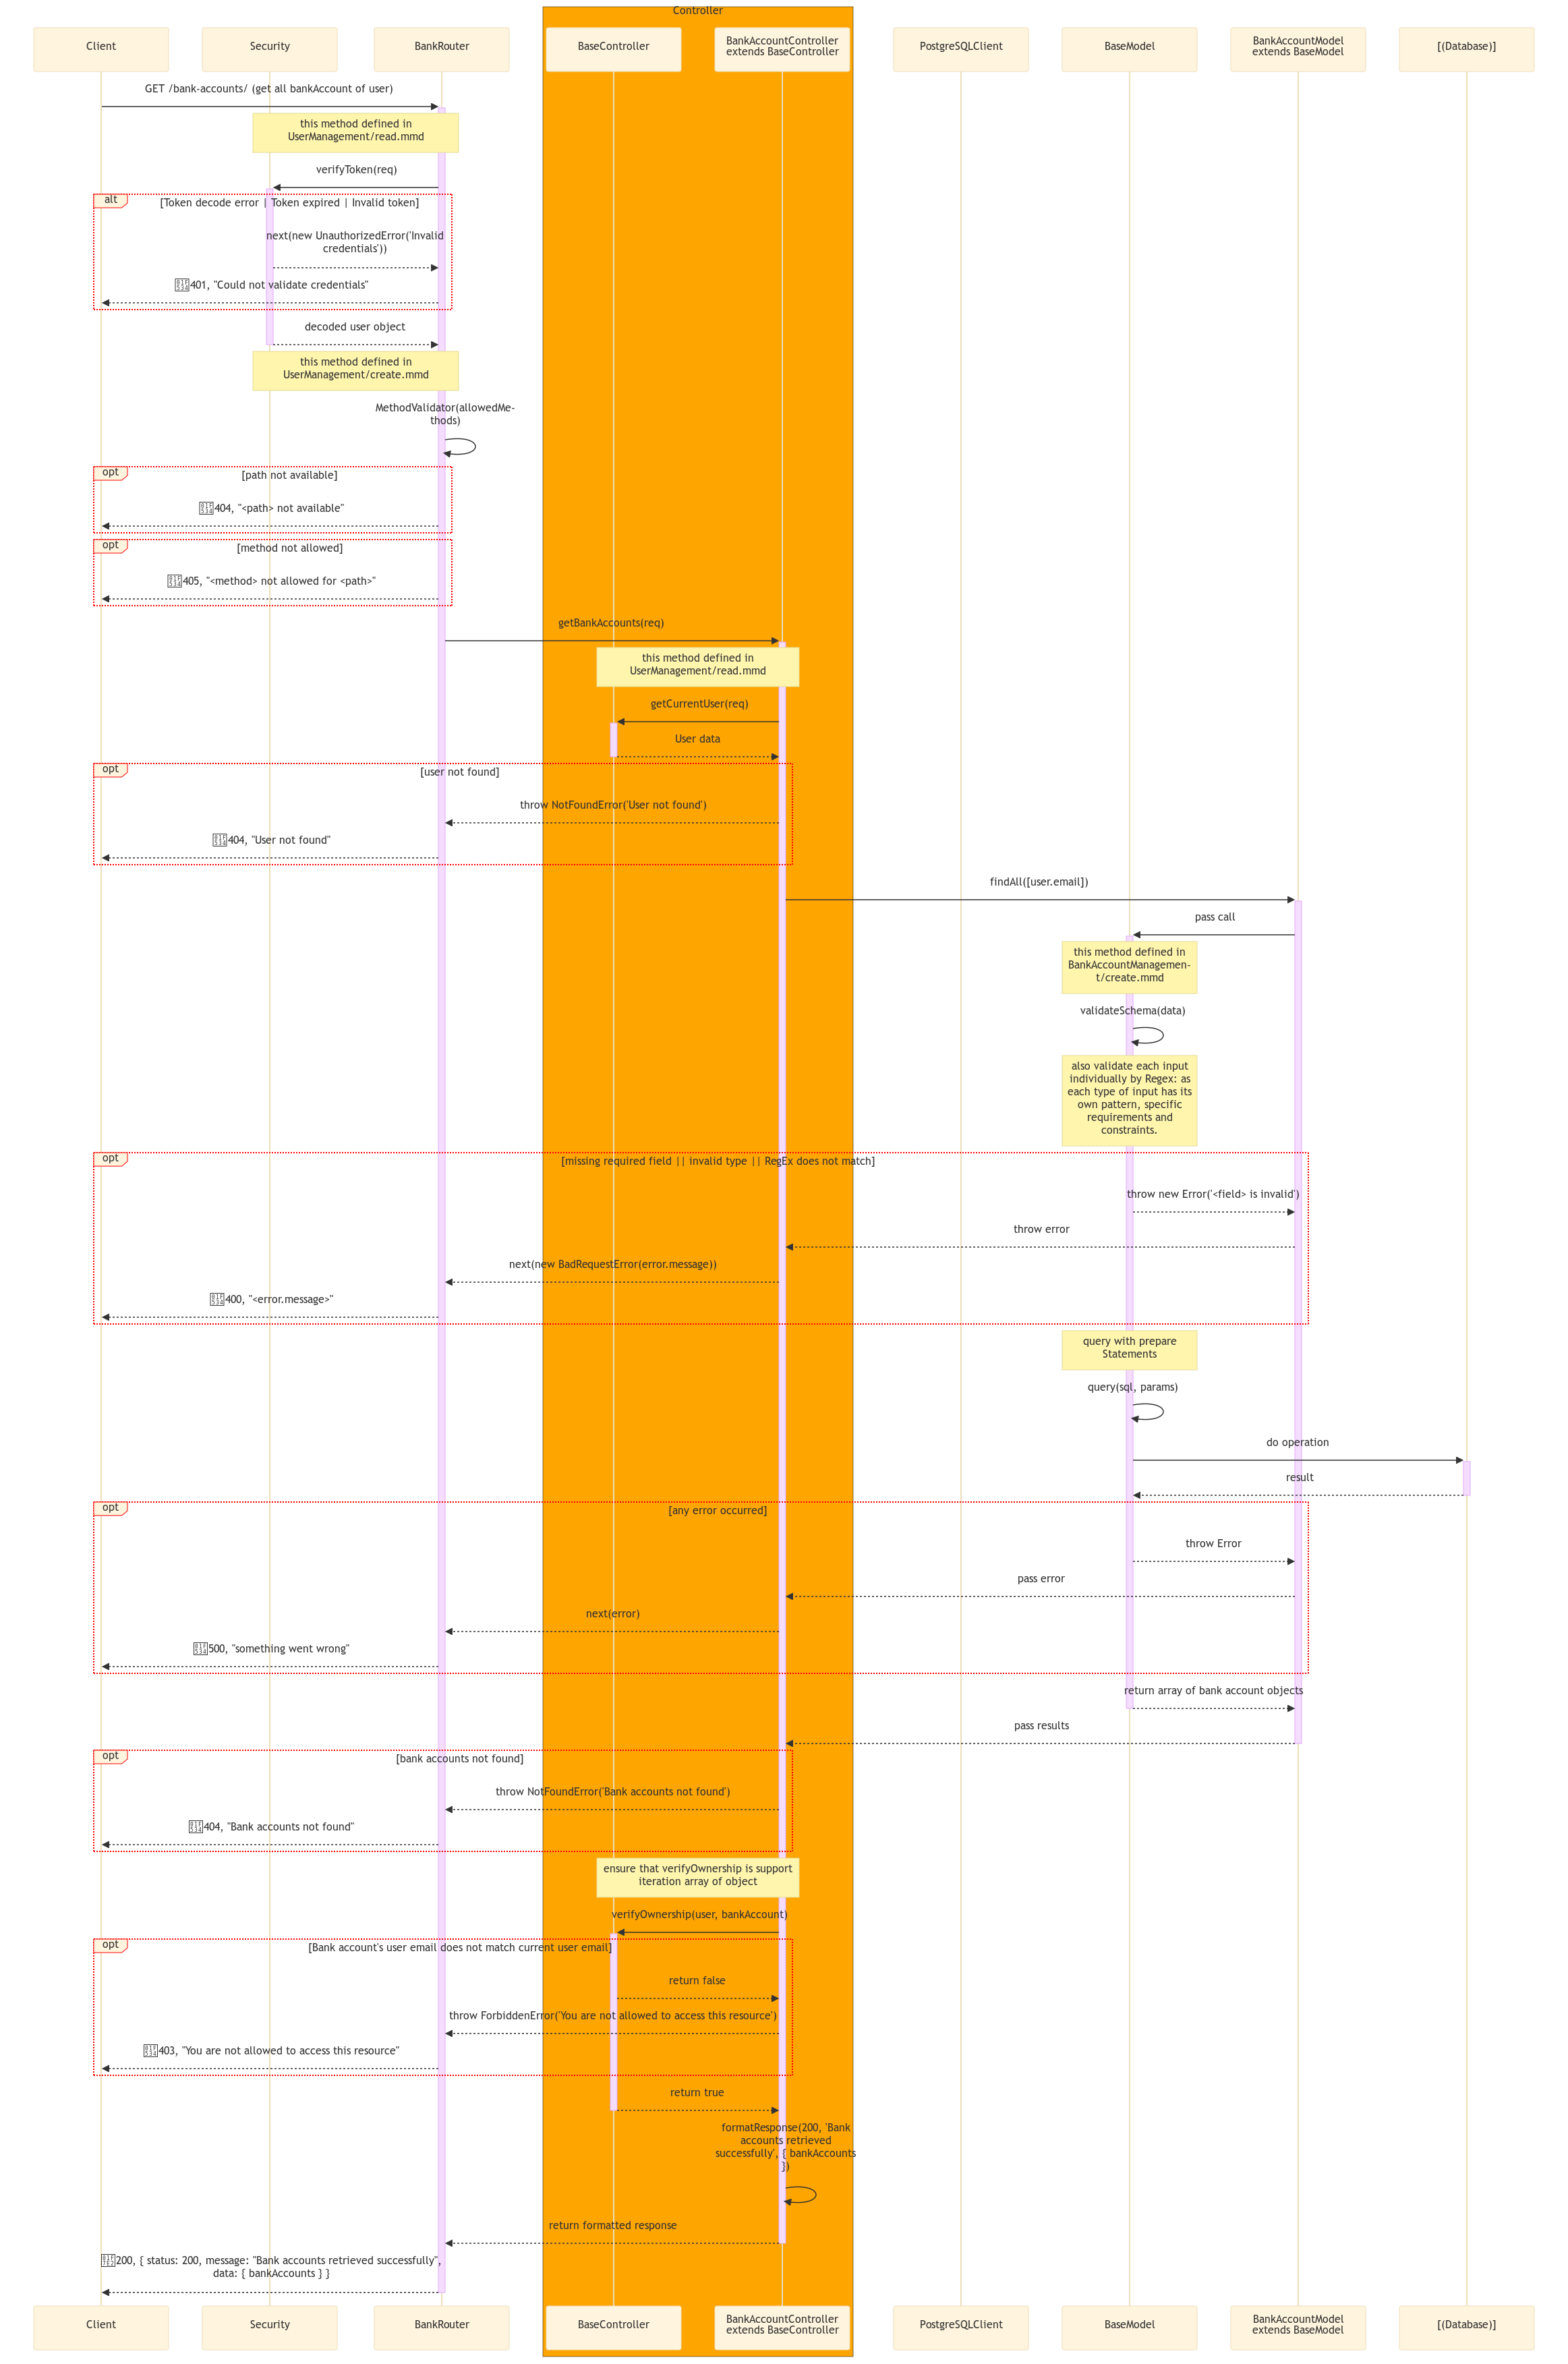 Controller
Client
Security
BankRouter
BaseController
BankAccountController
extends BaseController
PostgreSQLClient
BaseModel
BankAccountModel
extends BaseModel
[(Database)]
GET /bank-accounts/ (get all bankAccount of user)
this method defined in
UserManagement/read.mmd
verifyToken(req)
alt
[Token decode error | Token expired | Invalid token]
next(new UnauthorizedError('Invalid
credentials'))
401, "Could not validate credentials"
decoded user object
this method defined in
UserManagement/create.mmd
MethodValidator(allowedMe-
thods)
opt
[path not available]
404, "<path> not available"
opt
[method not allowed]
405, "<method> not allowed for <path>"
getBankAccounts(req)
this method defined in
UserManagement/read.mmd
getCurrentUser(req)
User data
opt
[user not found]
throw NotFoundError('User not found')
404, "User not found"
findAll([user.email])
pass call
this method defined in
BankAccountManagemen-
t/create.mmd
validateSchema(data)
also validate each input
individually by Regex: as
each type of input has its
own pattern, specific
requirements and
constraints.
opt
[missing required field || invalid type || RegEx does not match]
throw new Error('<field> is invalid')
throw error
next(new BadRequestError(error.message))
400, "<error.message>"
query with prepare
Statements
query(sql, params)
do operation
result
opt
[any error occurred]
throw Error
pass error
next(error)
500, "something went wrong"
return array of bank account objects
pass results
opt
[bank accounts not found]
throw NotFoundError('Bank accounts not found')
404, "Bank accounts not found"
ensure that verifyOwnership is support
iteration array of object
verifyOwnership(user, bankAccount)
opt
[Bank account's user email does not match current user email]
return false
throw ForbiddenError('You are not allowed to access this resource')
403, "You are not allowed to access this resource"
return true
formatResponse(200, 'Bank
accounts retrieved
successfully', { bankAccounts
})
return formatted response
200, { status: 200, message: "Bank accounts retrieved successfully",
data: { bankAccounts } }
Client
Security
BankRouter
BaseController
BankAccountController
extends BaseController
PostgreSQLClient
BaseModel
BankAccountModel
extends BaseModel
[(Database)]